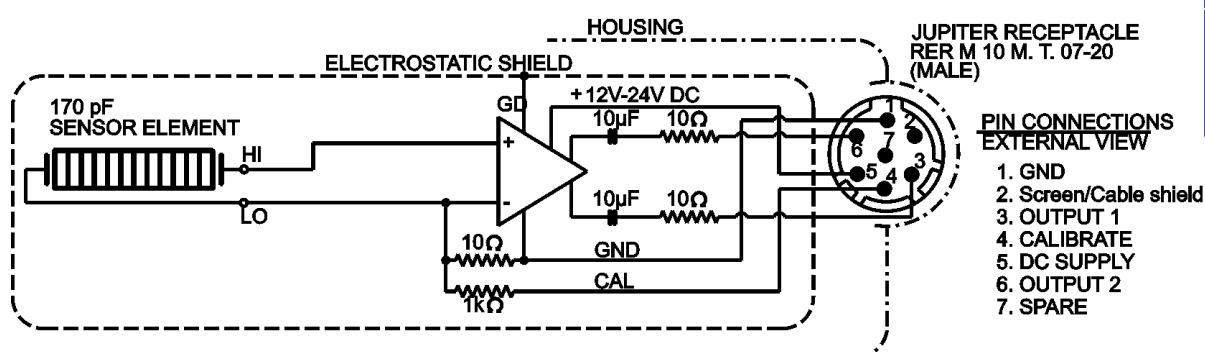 HOUSING
JUPITER RECEPTACLE
RER M 10 M. T. 07-20
(MALE)
ELECTROSTATIC SHIELD
170 pF
SENSOR ELEMENT
HI
LO
GD
+
-
+12V-24V DC
10µF
10Ω
10µF
10Ω
10Ω
1kΩ
GND
CAL
1
2
3
4
5
6
7
PIN CONNECTIONS
EXTERNAL VIEW
1. GND
2. Screen/Cable shield
3. OUTPUT 1
4. CALIBRATE
5. DC SUPPLY
6. OUTPUT 2
7. SPARE